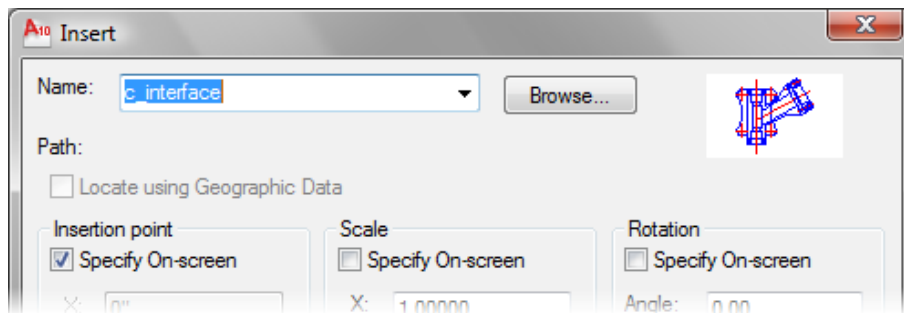 A10 Insert
Name: c_interface Browse...
Path:
Locate using Geographic Data
Insertion point Scale Rotation
Specify On-screen Specify On-screen Specify On-screen
X: 0" X: 1.00000 Angle: 0.00